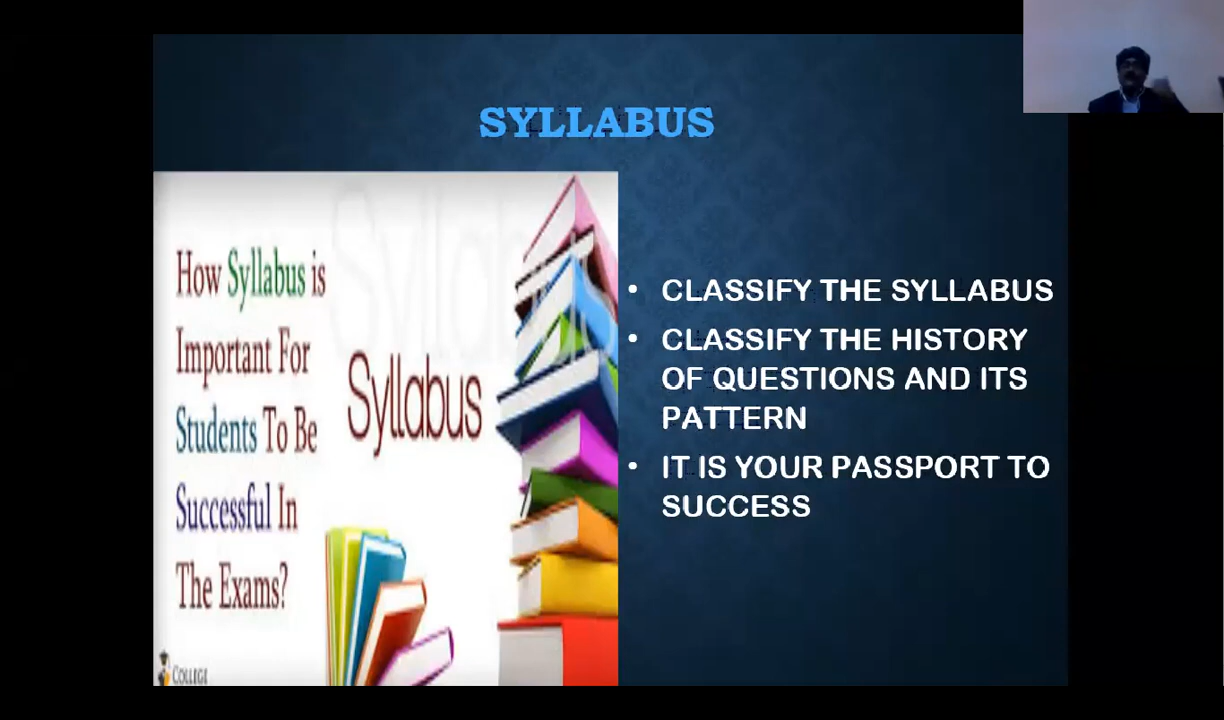 SYLLABUS
How Syllabus is
Important For
Students To Be
Successful In
The Exams?
Syllabus
COLLEGE
• CLASSIFY THE SYLLABUS
• CLASSIFY THE HISTORY
OF QUESTIONS AND ITS
PATTERN
• IT IS YOUR PASSPORT TO
SUCCESS